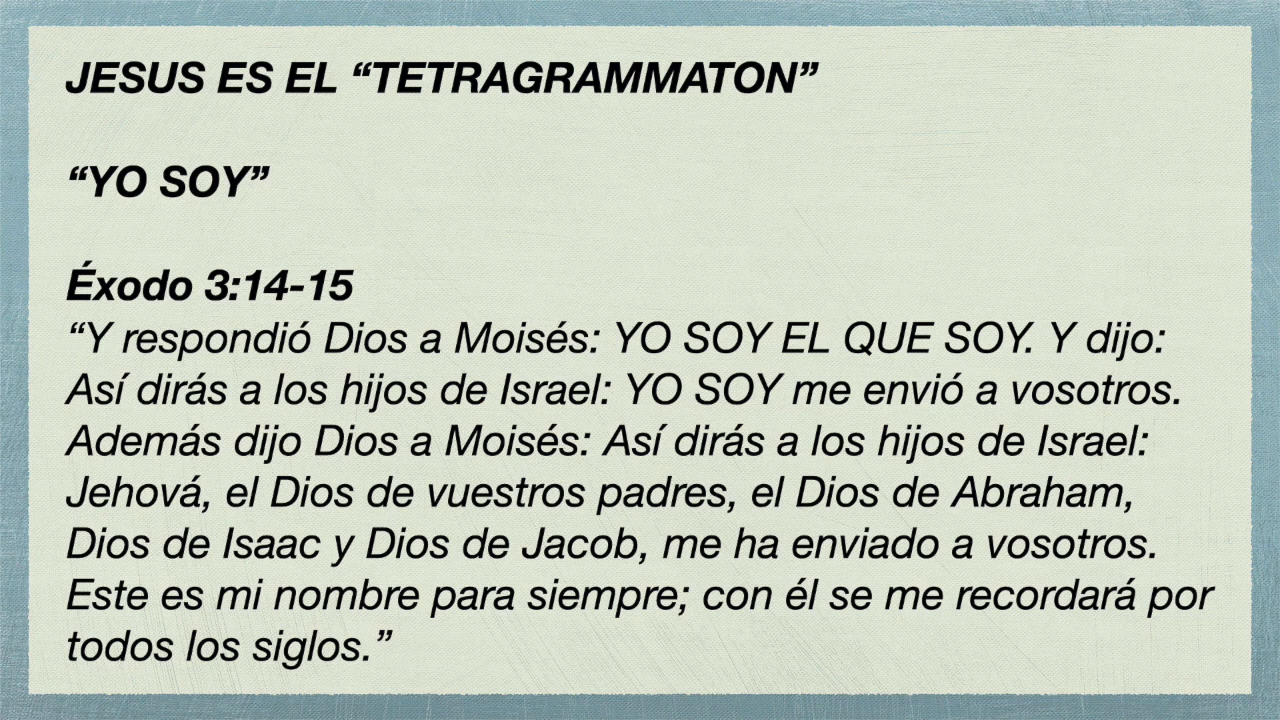 JESUS ES EL “TETRAGRAMMATON”
“YO SOY”
Éxodo 3:14-15
“Y respondió Dios a Moisés: YO SOY EL QUE SOY. Y dijo:
Así dirás a los hijos de Israel: YO SOY me envió a vosotros.
Además dijo Dios a Moisés: Así dirás a los hijos de Israel:
Jehová, el Dios de vuestros padres, el Dios de Abraham,
Dios de Isaac y Dios de Jacob, me ha enviado a vosotros.
Este es mi nombre para siempre; con él se me recordará por
todos los siglos.”